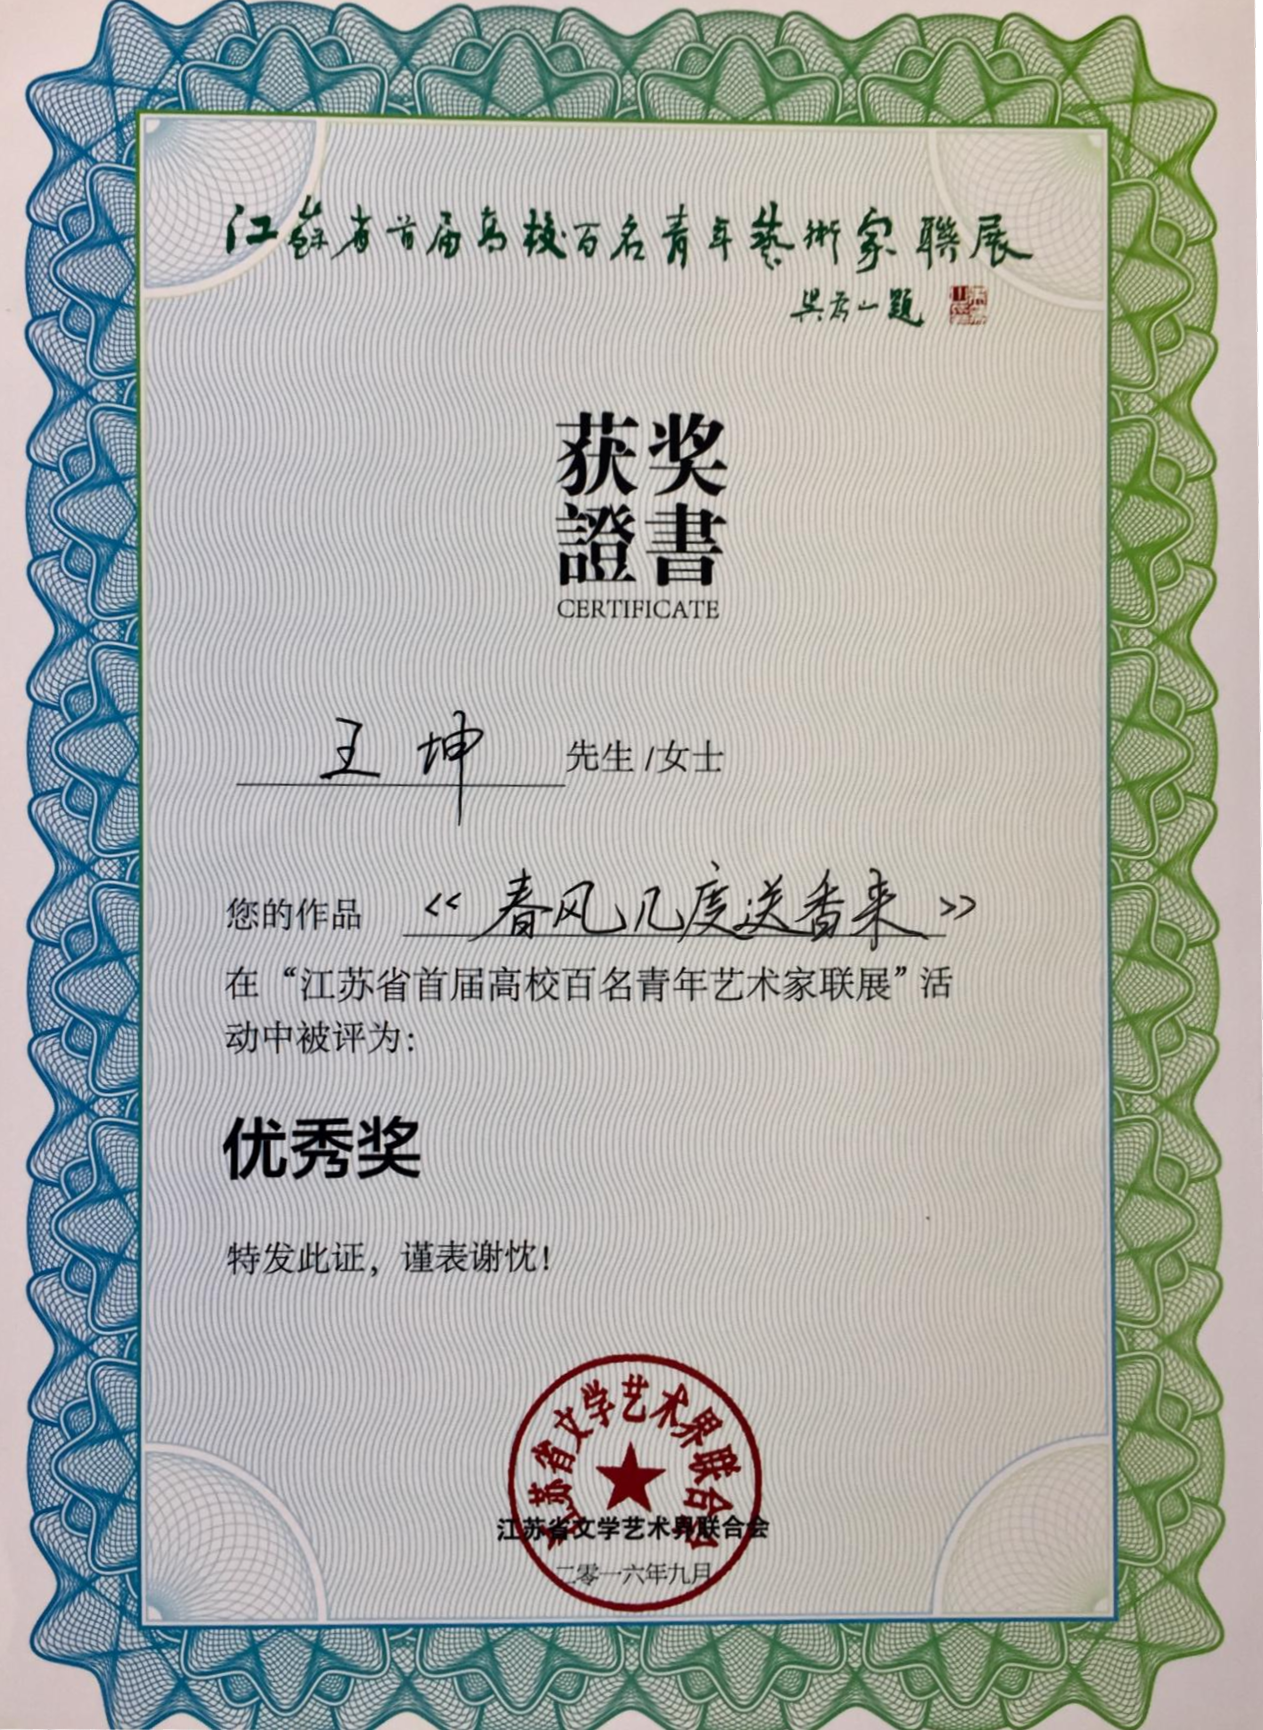 江蘇省首届高校百名青年藝術家聯展
吴为山题
获奖
證書
CERTIFICATE
王坤 先生/女士
您的作品 《春风几度送香来》
在“江苏省首届高校百名青年艺术家联展”活
动中被评为：
优秀奖
特发此证，谨表谢忱！
江苏省文学艺术界联合会
江苏省文学艺术界联合会
二零一六年九月